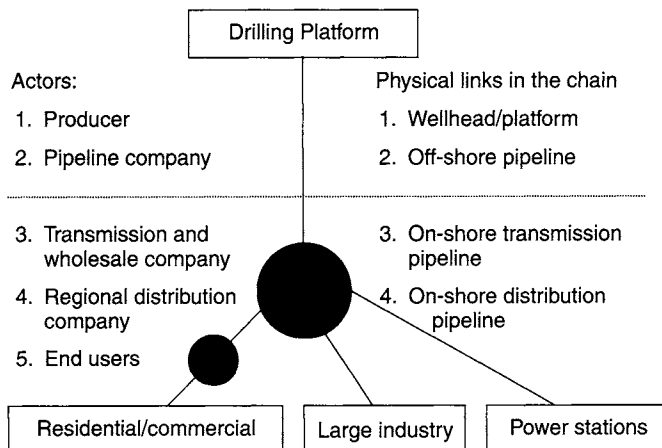 Drilling Platform
Actors:
1. Producer
2. Pipeline company
Physical links in the chain
1. Wellhead/platform
2. Off-shore pipeline
3. Transmission and
wholesale company
4. Regional distribution
company
5. End users
3. On-shore transmission
pipeline
4. On-shore distribution
pipeline
Residential/commercial
Large industry
Power stations